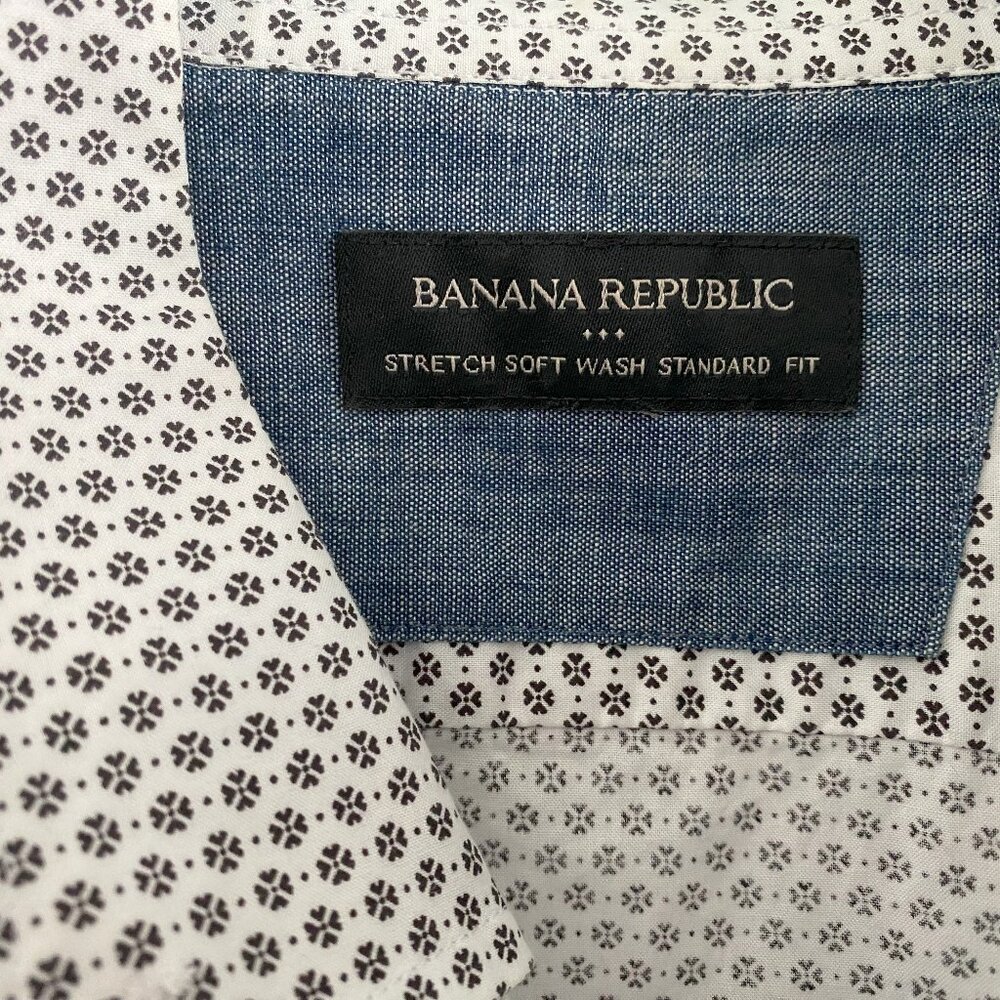 BANANA REPUBLIC
STRETCH SOFT WASH STANDARD FIT